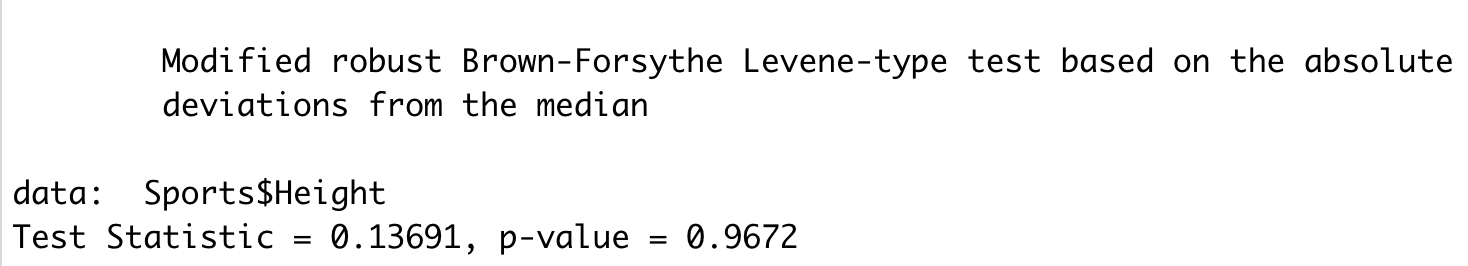 Modified robust Brown-Forsythe Levene-type test based on the absolute
deviations from the median
data:  Sports$Height
Test Statistic = 0.13691, p-value = 0.9672